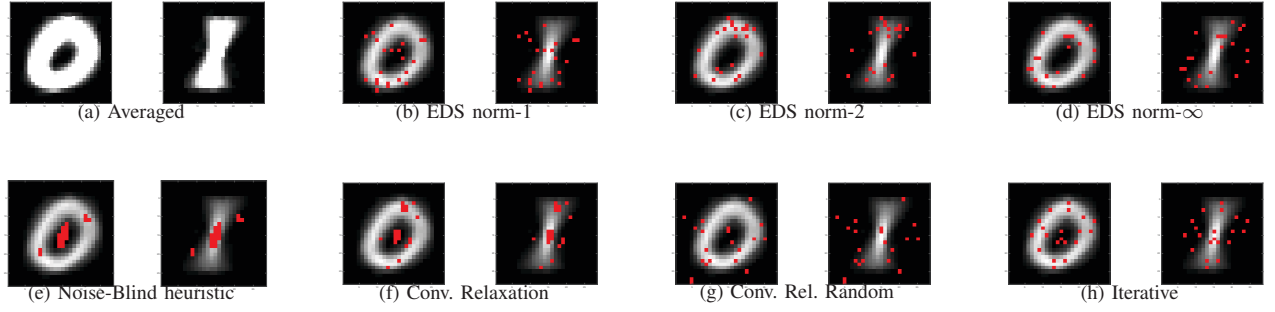 (a) Averaged
(b) EDS norm-1
(c) EDS norm-2
(d) EDS norm-∞
(e) Noise-Blind heuristic
(f) Conv. Relaxation
(g) Conv. Rel. Random
(h) Iterative